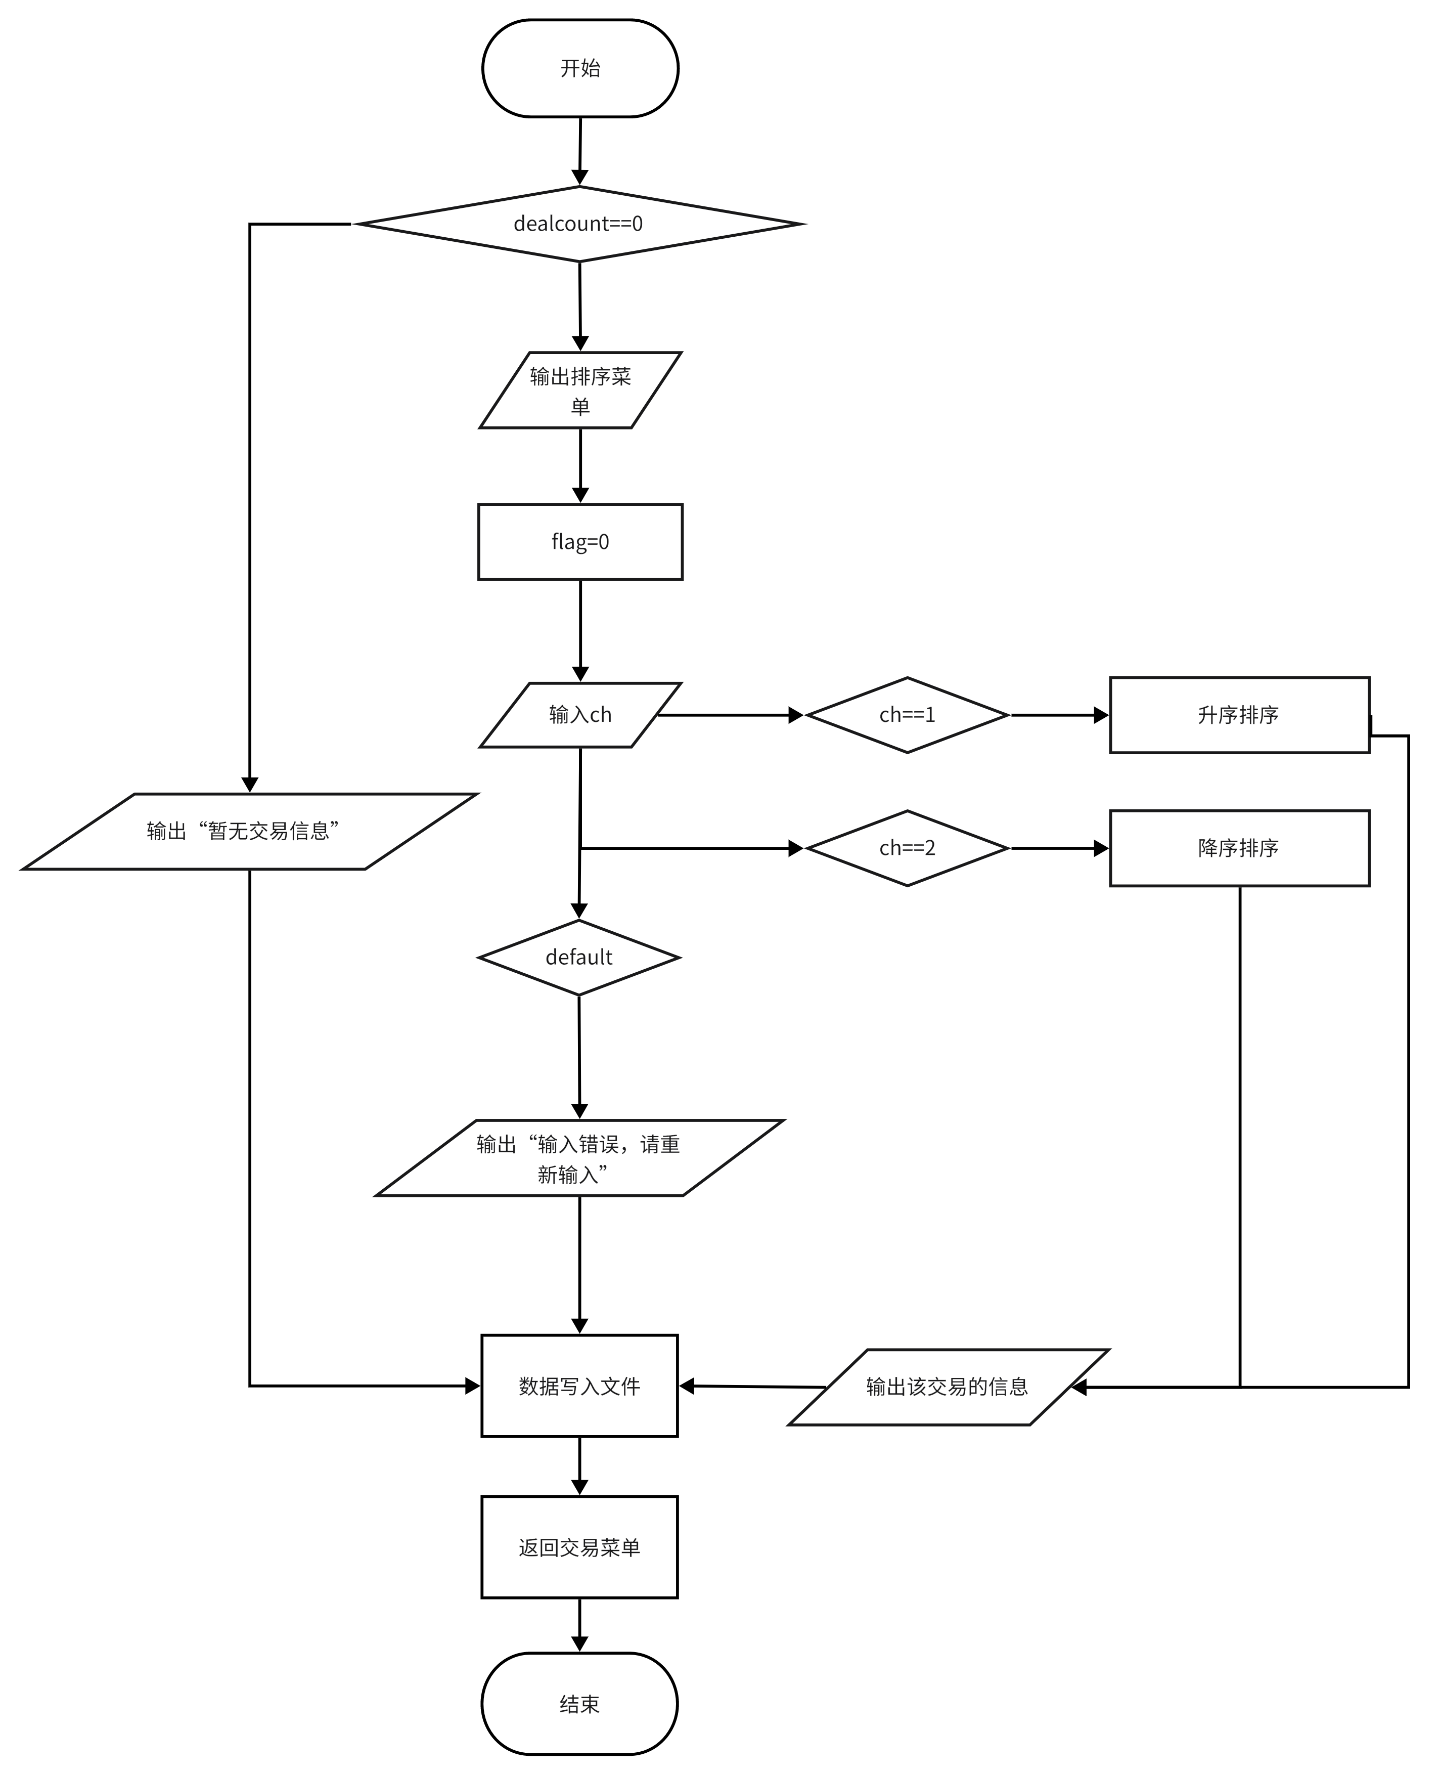 开始
dealcount==0
输出排序菜
单
flag=0
输入ch
ch==1
升序排序
输出“暂无交易信息”
ch==2
降序排序
default
输出“输入错误，请重
新输入”
数据写入文件
输出该交易的信息
返回交易菜单
结束